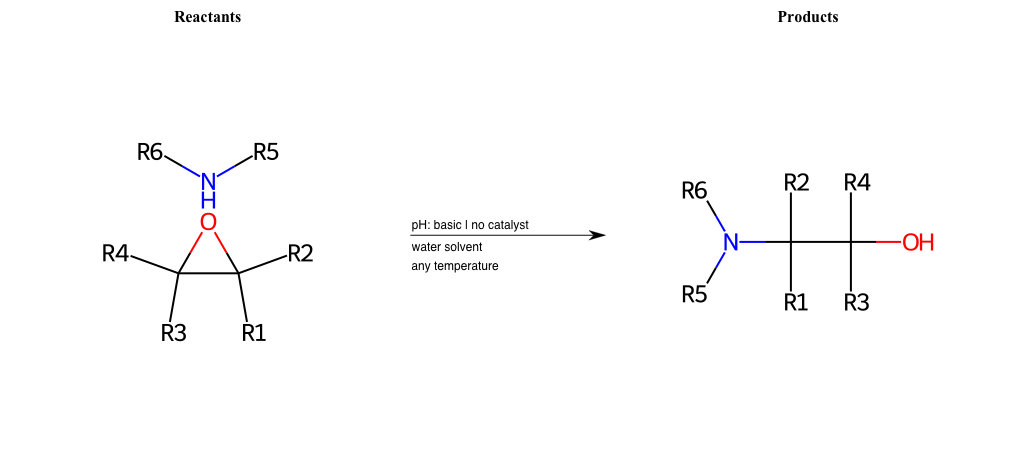 Reactants Products
R6 R5
N
H
O
R4 R2
R3 R1
pH: basic | no catalyst
water solvent
any temperature
R2 R4
R6
N OH
R5
R1 R3